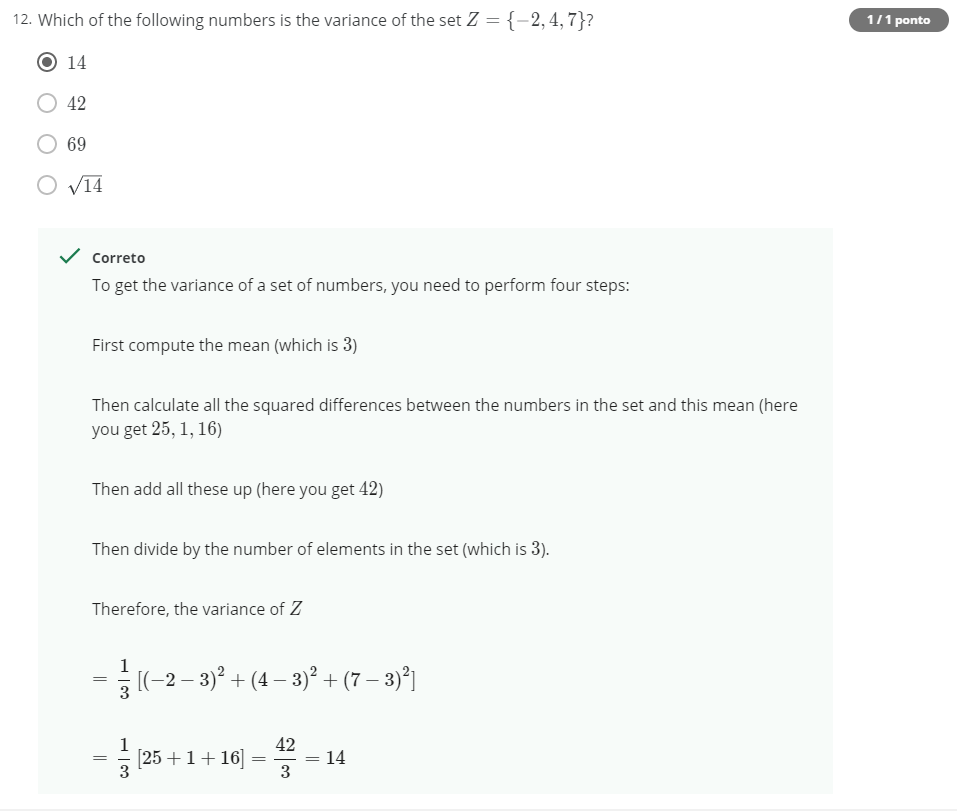 12. Which of the following numbers is the variance of the set Z = {−2, 4, 7}?
1 / 1 ponto
14
42
69
√14
Correto
To get the variance of a set of numbers, you need to perform four steps:
First compute the mean (which is 3)
Then calculate all the squared differences between the numbers in the set and this mean (here
you get 25, 1, 16)
Then add all these up (here you get 42)
Then divide by the number of elements in the set (which is 3).
Therefore, the variance of Z
= 1/3 [(−2 − 3)² + (4 − 3)² + (7 − 3)²]
= 1/3 [25 + 1 + 16] = 42/3 = 14